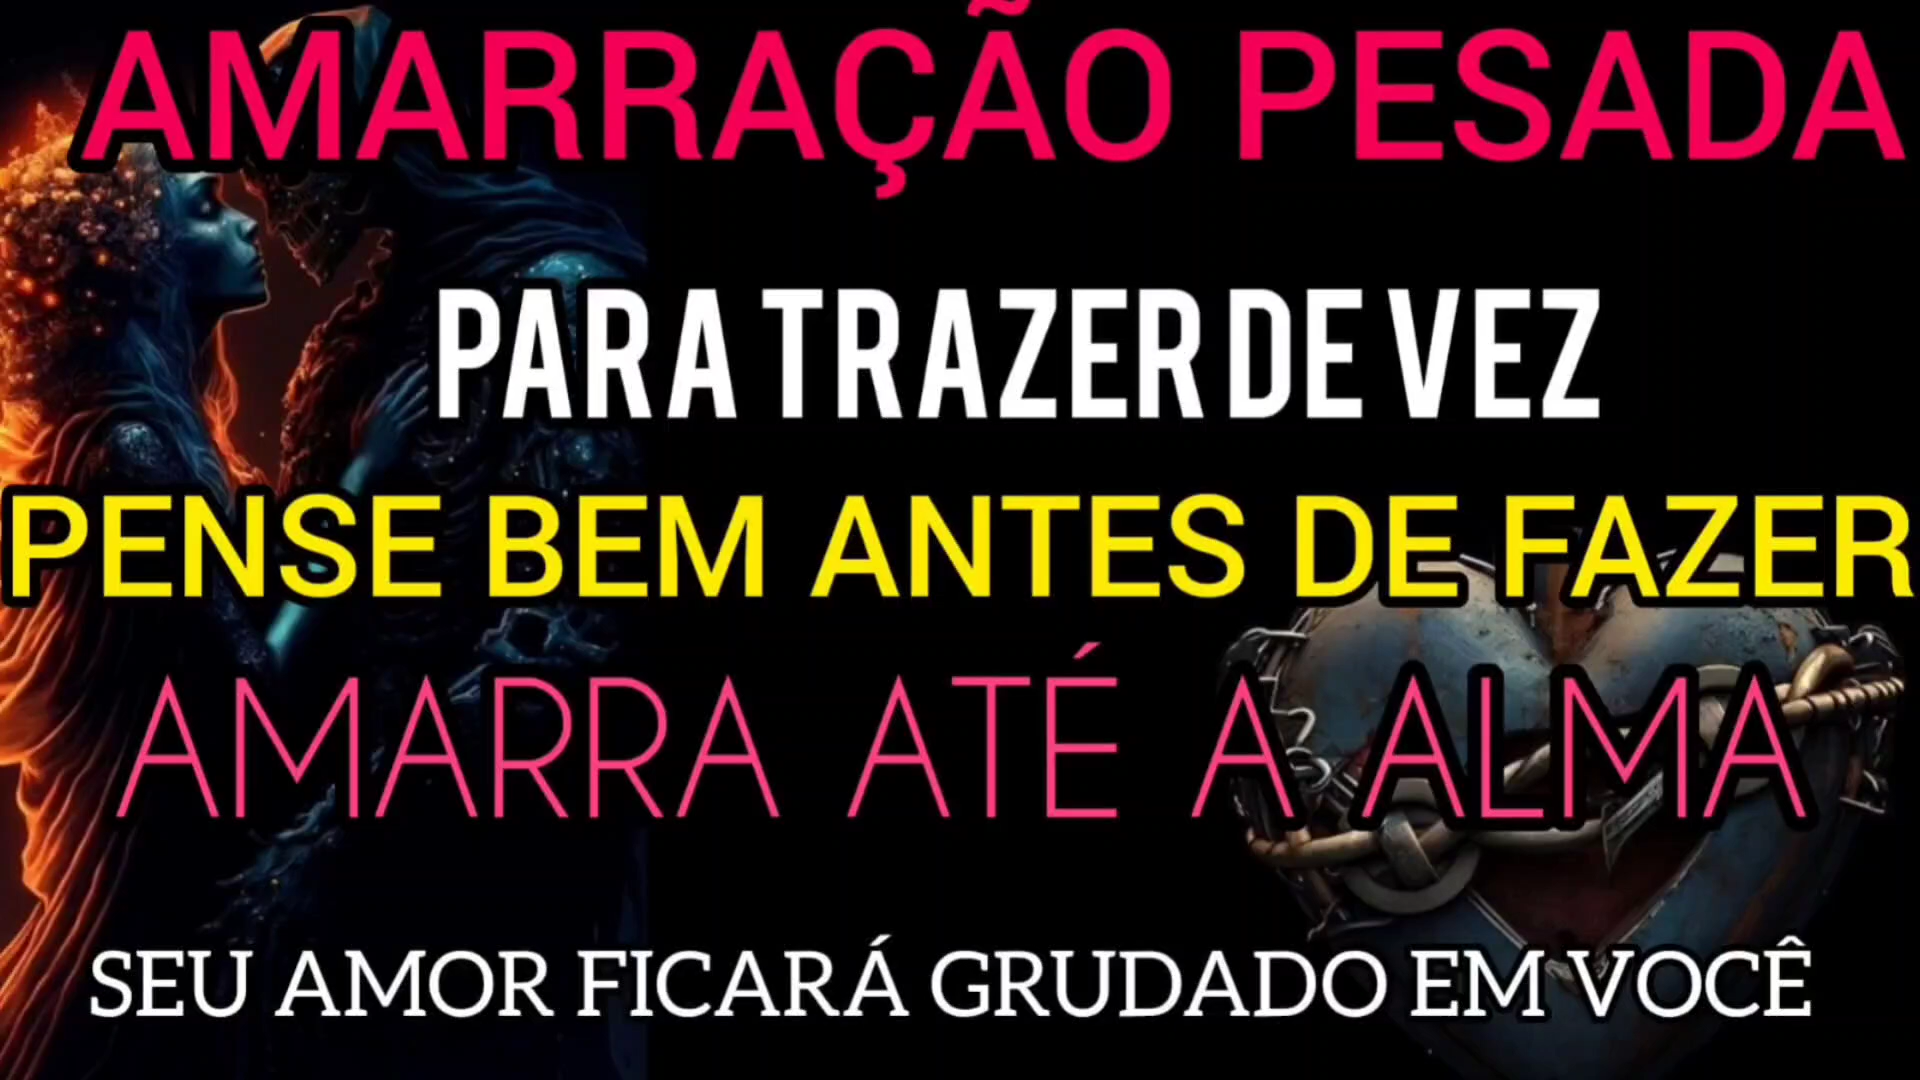 AMARRAÇÃO PESADA
PARA TRAZER DE VEZ
PENSE BEM ANTES DE FAZER
AMARRA ATÉ A ALMA
SEU AMOR FICARÁ GRUDADO EM VOCÊ